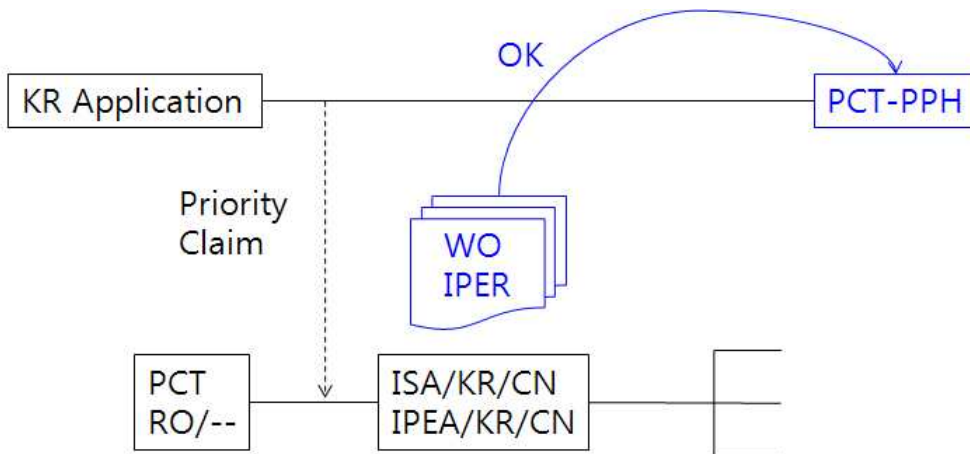 OK
KR Application
PCT-PPH
Priority
Claim
WO
IPER
PCT
RO/--
ISA/KR/CN
IPEA/KR/CN